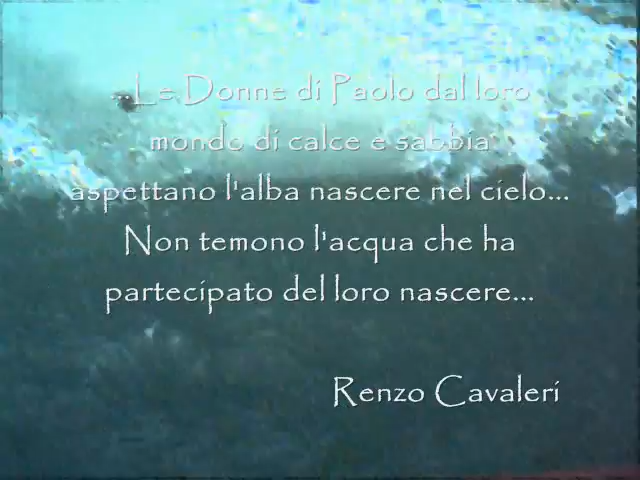 ...Le Donne di Paolo dal loro
mondo di calce e sabbia
aspettano l'alba nascere nel cielo...
Non temono l'acqua che ha
partecipato del loro nascere...
Renzo Cavaleri